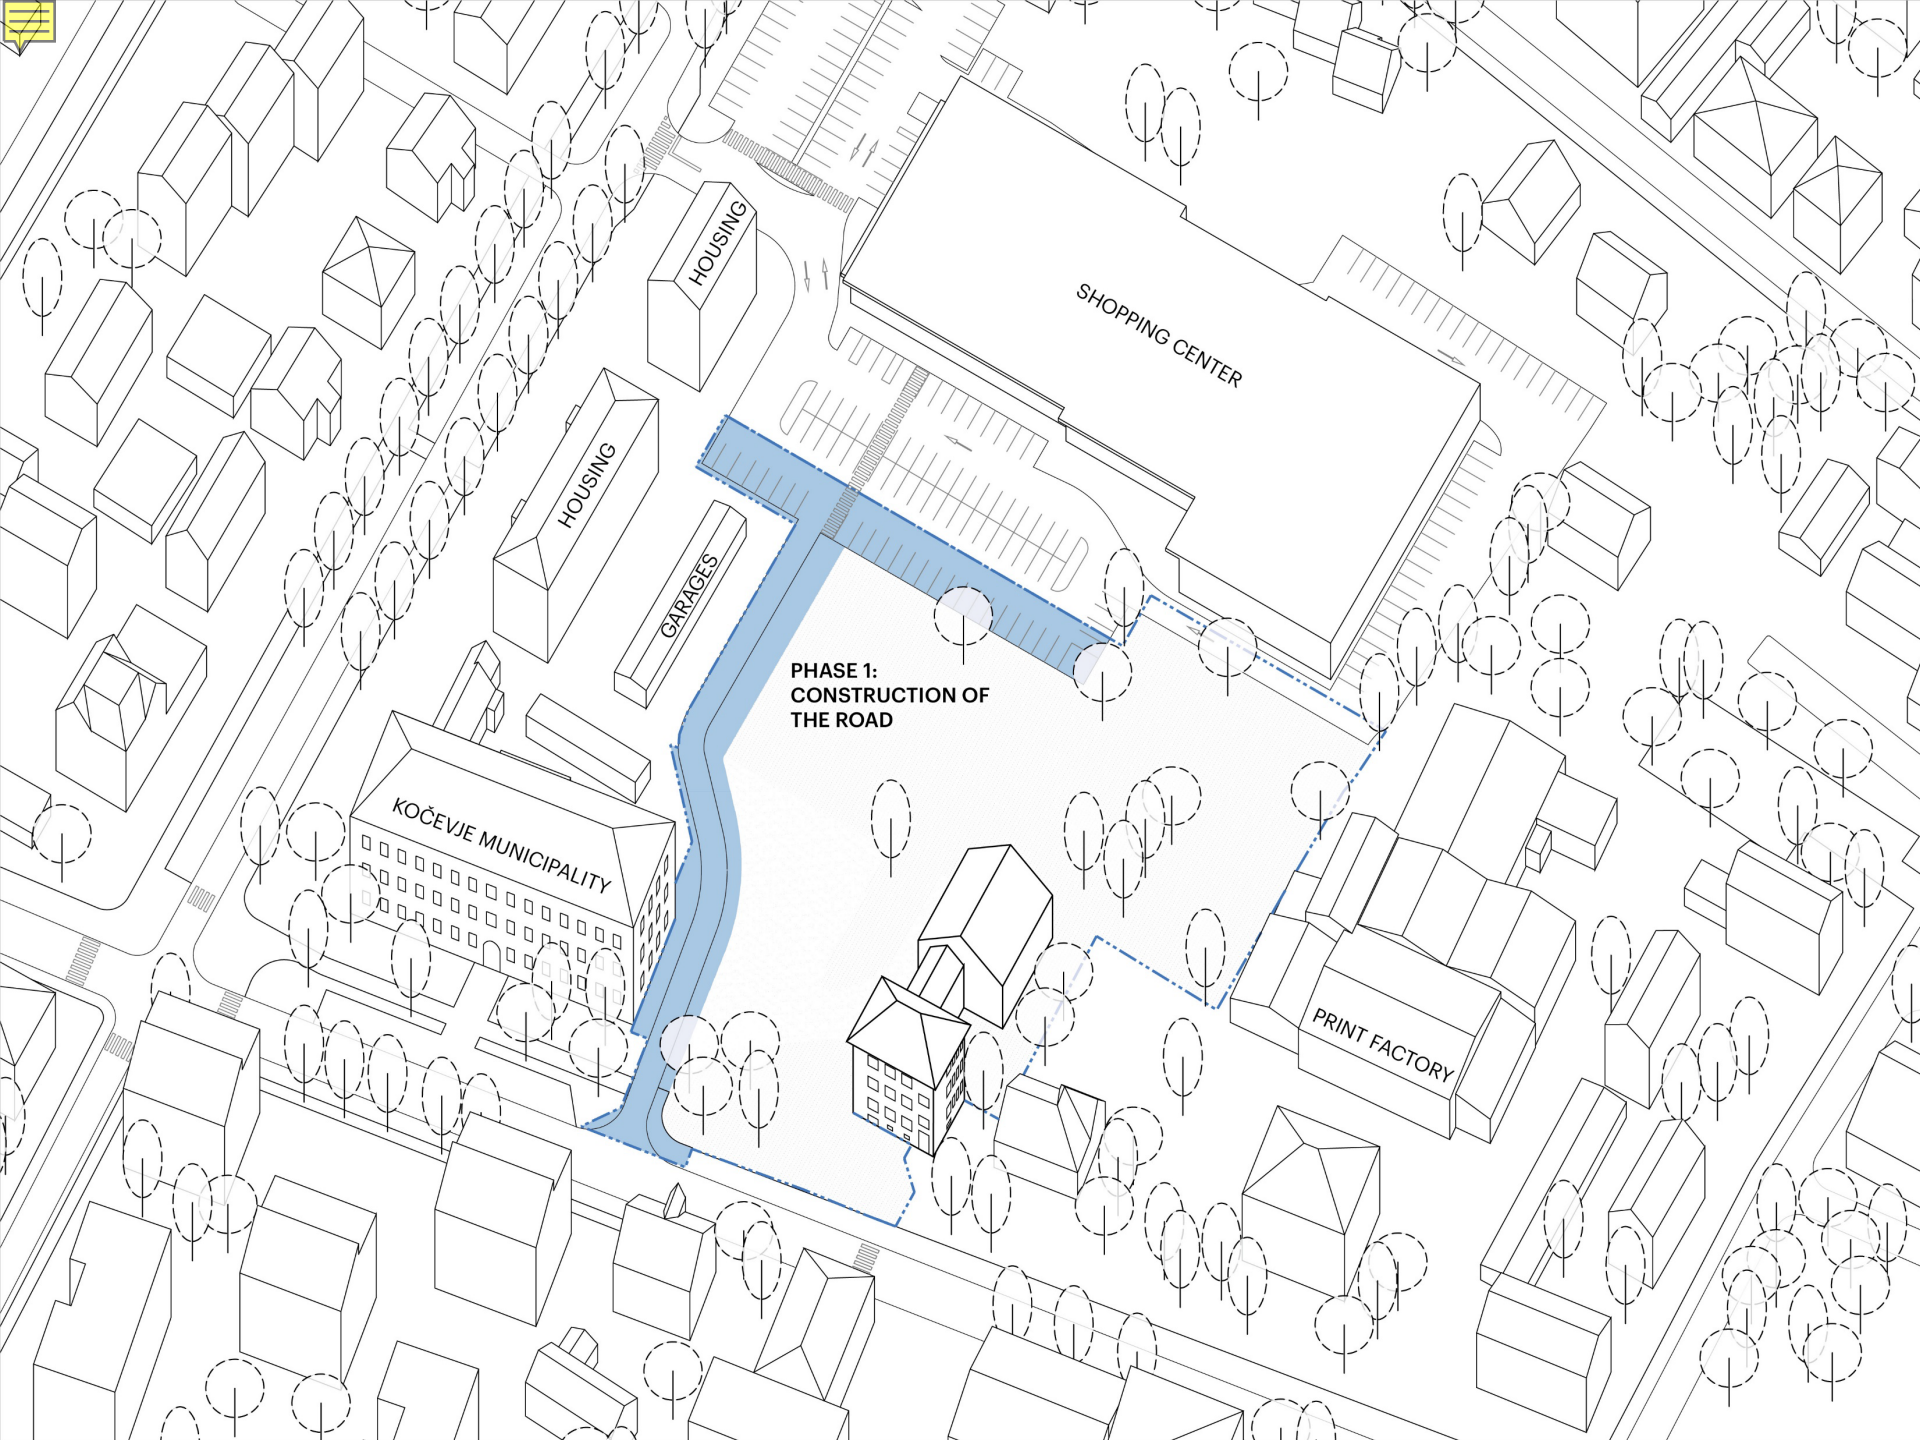 HOUSING
SHOPPING CENTER
HOUSING
GARAGES
PHASE 1:
CONSTRUCTION OF
THE ROAD
KOČEVJE MUNICIPALITY
PRINT FACTORY